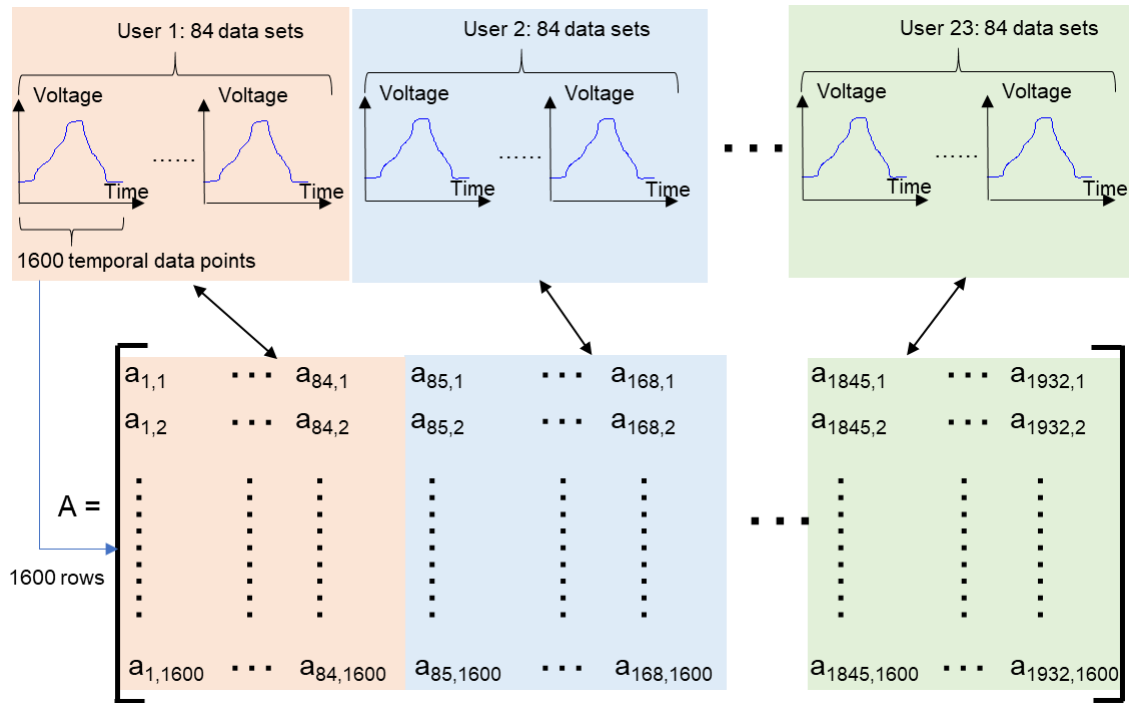 User 1: 84 data sets User 2: 84 data sets User 23: 84 data sets
Voltage Voltage Voltage Voltage Voltage Voltage
...... ...... ... ......
Time Time Time Time Time Time
1600 temporal data points
a1,1 ... a84,1 a85,1 ... a168,1 a1845,1 ... a1932,1
a1,2 ... a84,2 a85,2 ... a168,2 a1845,2 ... a1932,2
A = ...
1600 rows
a1,1600 ... a84,1600 a85,1600 ... a168,1600 a1845,1600 ... a1932,1600